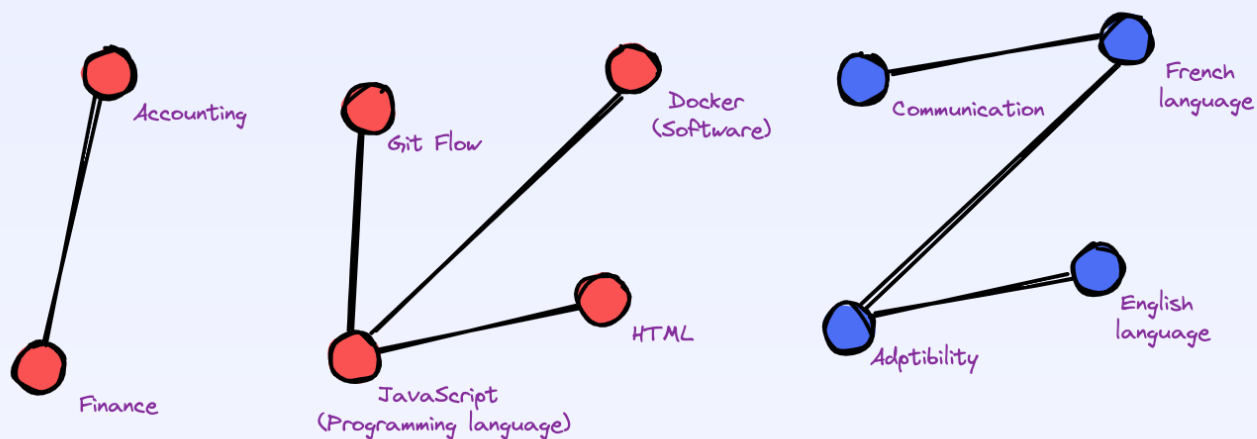 Accounting
Finance
Git Flow
Docker
(Software)
HTML
JavaScript
(Programming language)
Communication
French
language
English
language
Adptibility